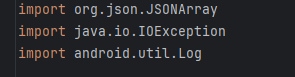 import org.json.JSONArray
import java.io.IOException
import android.util.Log